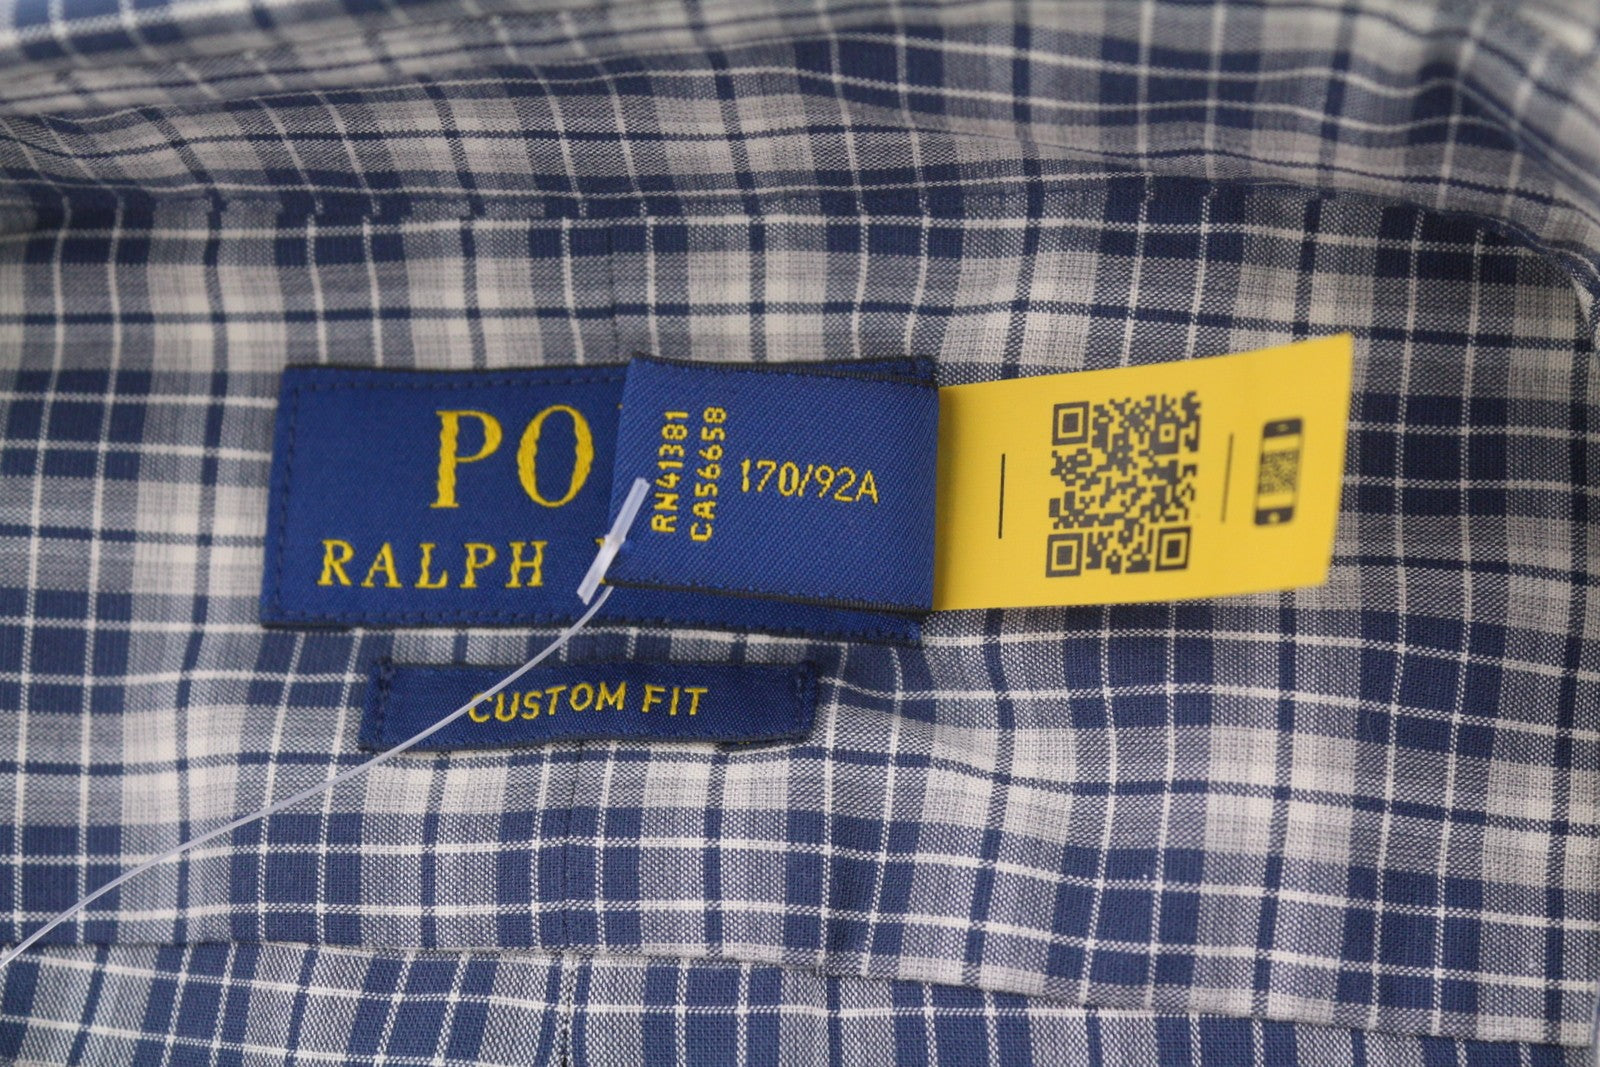 PO
RALPH
RN41381
CA56658
170/92A
CUSTOM FIT